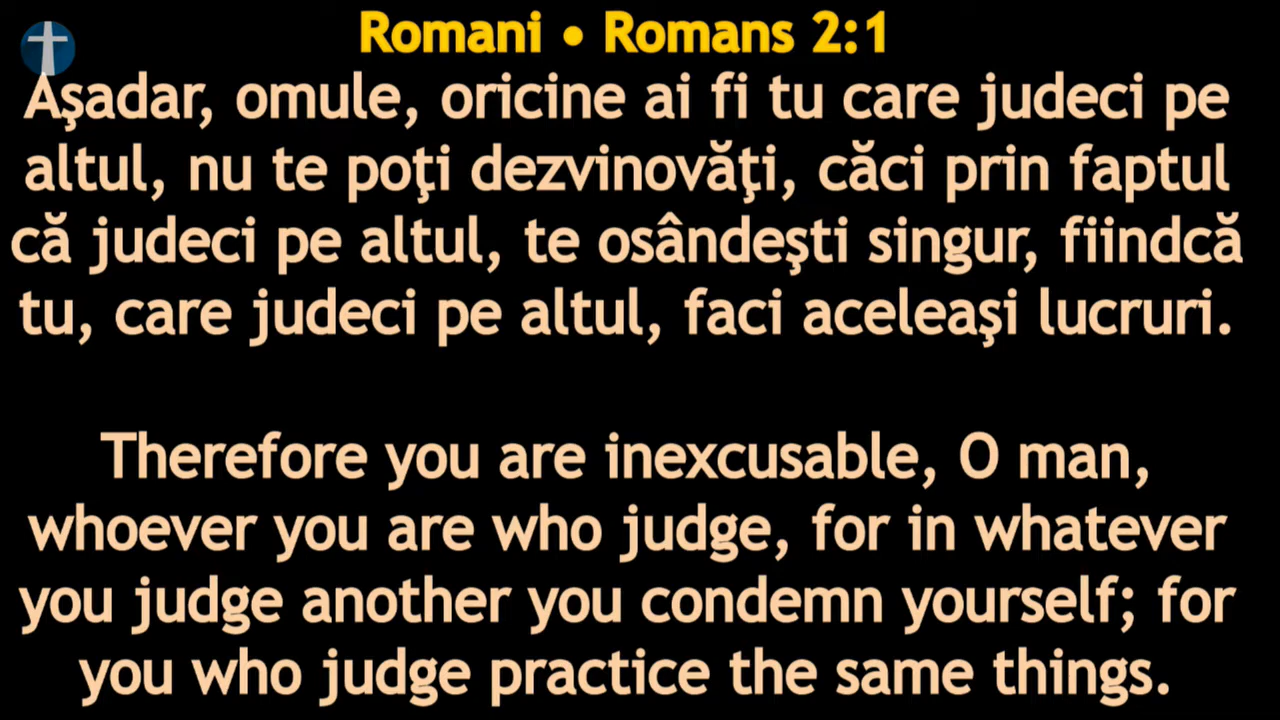 Romani • Romans 2:1
Aşadar, omule, oricine ai fi tu care judeci pe
altul, nu te poţi dezvinovăţi, căci prin faptul
că judeci pe altul, te osândeşti singur, fiindcă
tu, care judeci pe altul, faci aceleaşi lucruri.
Therefore you are inexcusable, O man,
whoever you are who judge, for in whatever
you judge another you condemn yourself; for
you who judge practice the same things.